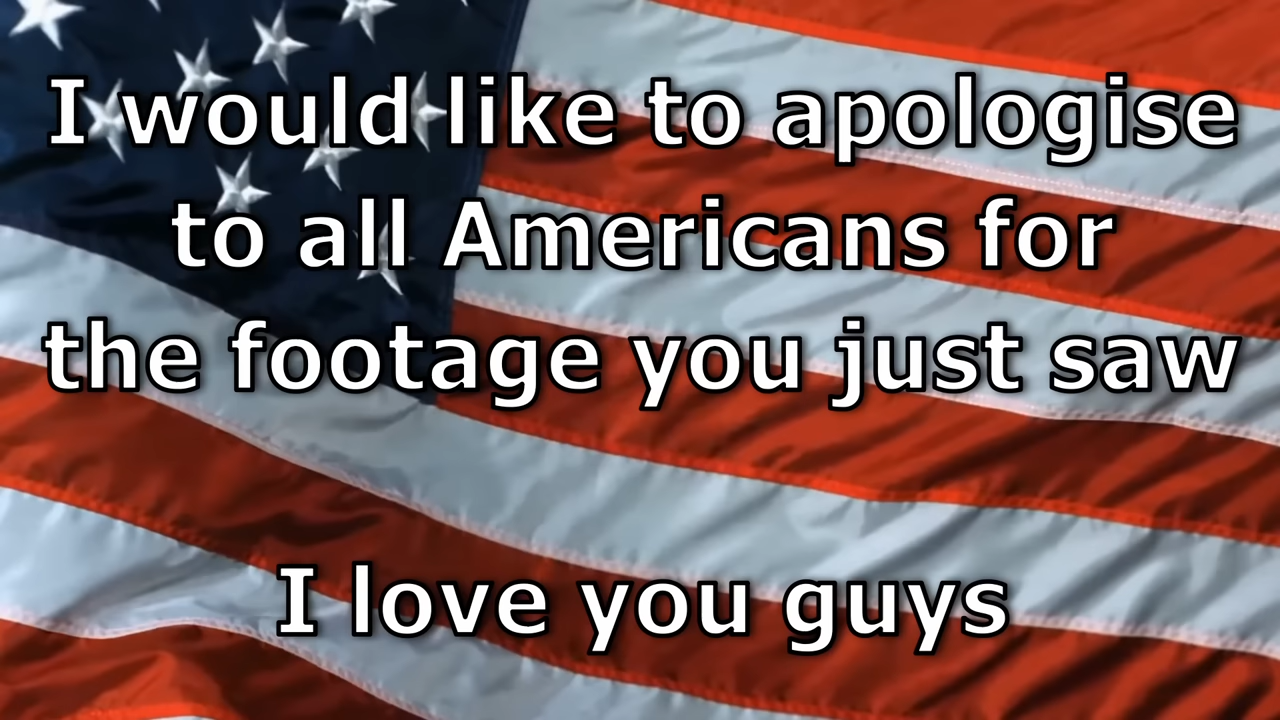 I would like to apologise
to all Americans for
the footage you just saw
I love you guys